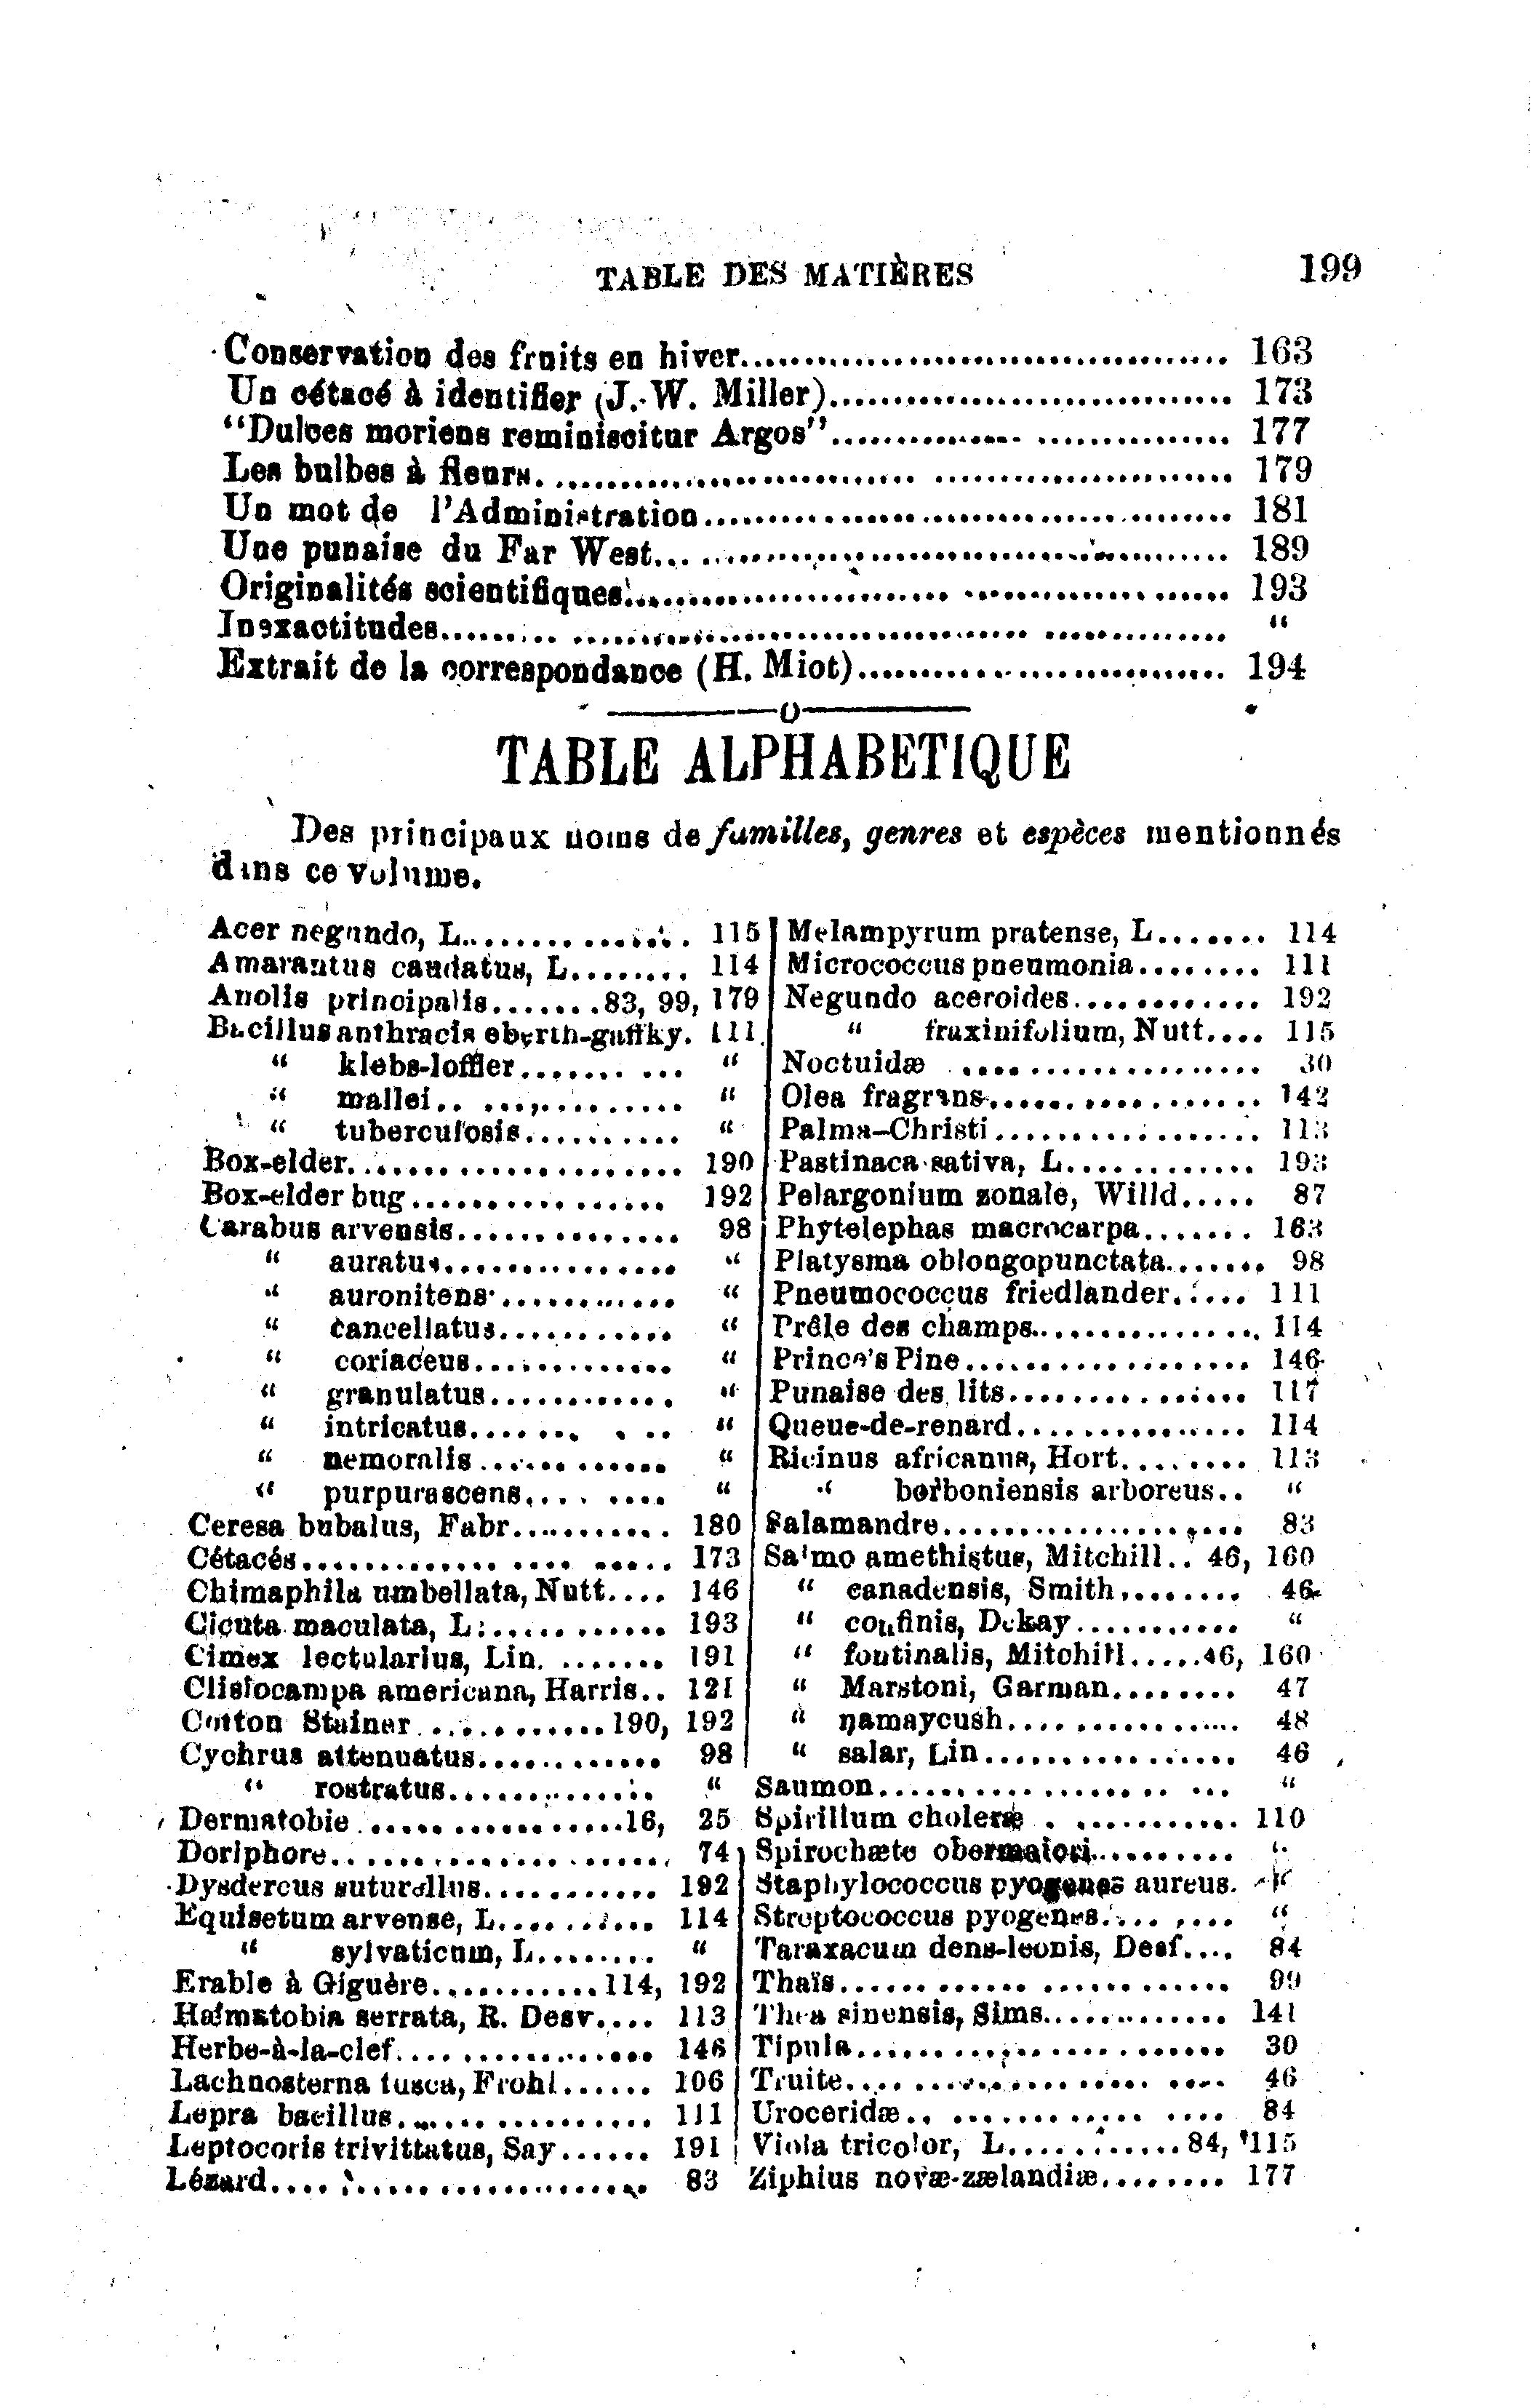 TABLE DES MATIÈRES 199
Conservation des fruits en hiver 163
Un cétacé à identifier (J.-W. Miller) 173
"Dulces moriens reminiscitur Argos" 177
Les bulbes à fleurs 179
Un mot de l'Administration 181
Une punaise du Far West 189
Originalités scientifiques 193
Inexactitudes "
Extrait de la correspondance (H. Miot) 194
TABLE ALPHABETIQUE
Des principaux noms de familles, genres et espèces mentionnés
dans ce volume.
Acer negundo, L. 115
Amarantus caudatus, L. 114
Anolis principalis 83, 99, 179
Bacillus anthracis eberth-gaffky. 111
" klebs-loffler "
" mallei "
" tuberculosis "
Box-elder 190
Box-elder bug 192
Carabus arvensis 98
" auratus "
" auronitens "
" cancellatus "
" coriaceus "
" granulatus "
" intricatus "
" nemoralis "
" purpurascens "
Ceresa bubalus, Fabr. 180
Cétacés 173
Chimaphila umbellata, Nutt. 146
Cicuta maculata, L. 193
Cimex lectularius, Lin. 191
Clisiocampa americana, Harris 121
Cotton Stainer 190, 192
Cychrus attenuatus 98
" rostratus "
Dermatobie 16, 25
Doriphore 74
Dysdercus suturellus 192
Equisetum arvense, L. 114
" sylvaticum, L. "
Erable à Giguère 114, 192
Hæmatobia serrata, R. Desv. 113
Herbe-à-la-clef 146
Lachnosterna fusca, Frohl 106
Lepra bacillus 111
Leptocoris trivittatus, Say 191
Lézard 83
Melampyrum pratense, L. 114
Micrococcus pneumonia 111
Negundo aceroides 192
" fraxinifolium, Nutt. 115
Noctuidæ 30
Olea fragrans 142
Palma-Christi 113
Pastinaca sativa, L. 193
Pelargonium zonale, Willd. 87
Phytelephas macrocarpa 163
Platysma oblongopunctata 98
Pneumococcus friedlander 111
Prêle des champs 114
Prince's Pine 146
Punaise des lits 117
Queue-de-renard 114
Ricinus africanus, Hort. 113
" borboniensis arboreus "
Salamandre 83
Salmo amethistus, Mitchill 46, 160
" canadensis, Smith 46
" confinis, Dekay "
" fontinalis, Mitchill 46, 160
" Marstoni, Garman 47
" namaycush 48
" salar, Lin 46
Saumon "
Spirillum choleræ 110
Spirochæte obermaieri "
Staphylococcus pyogenes aureus. "
Streptococcus pyogenes "
Taraxacum dens-leonis, Desf. 84
Thaïs 99
Thea sinensis, Sims 141
Tipula 30
Truite 46
Uroceridæ 84
Viola tricolor, L. 84, 115
Ziphius novæ-zælandiæ 177